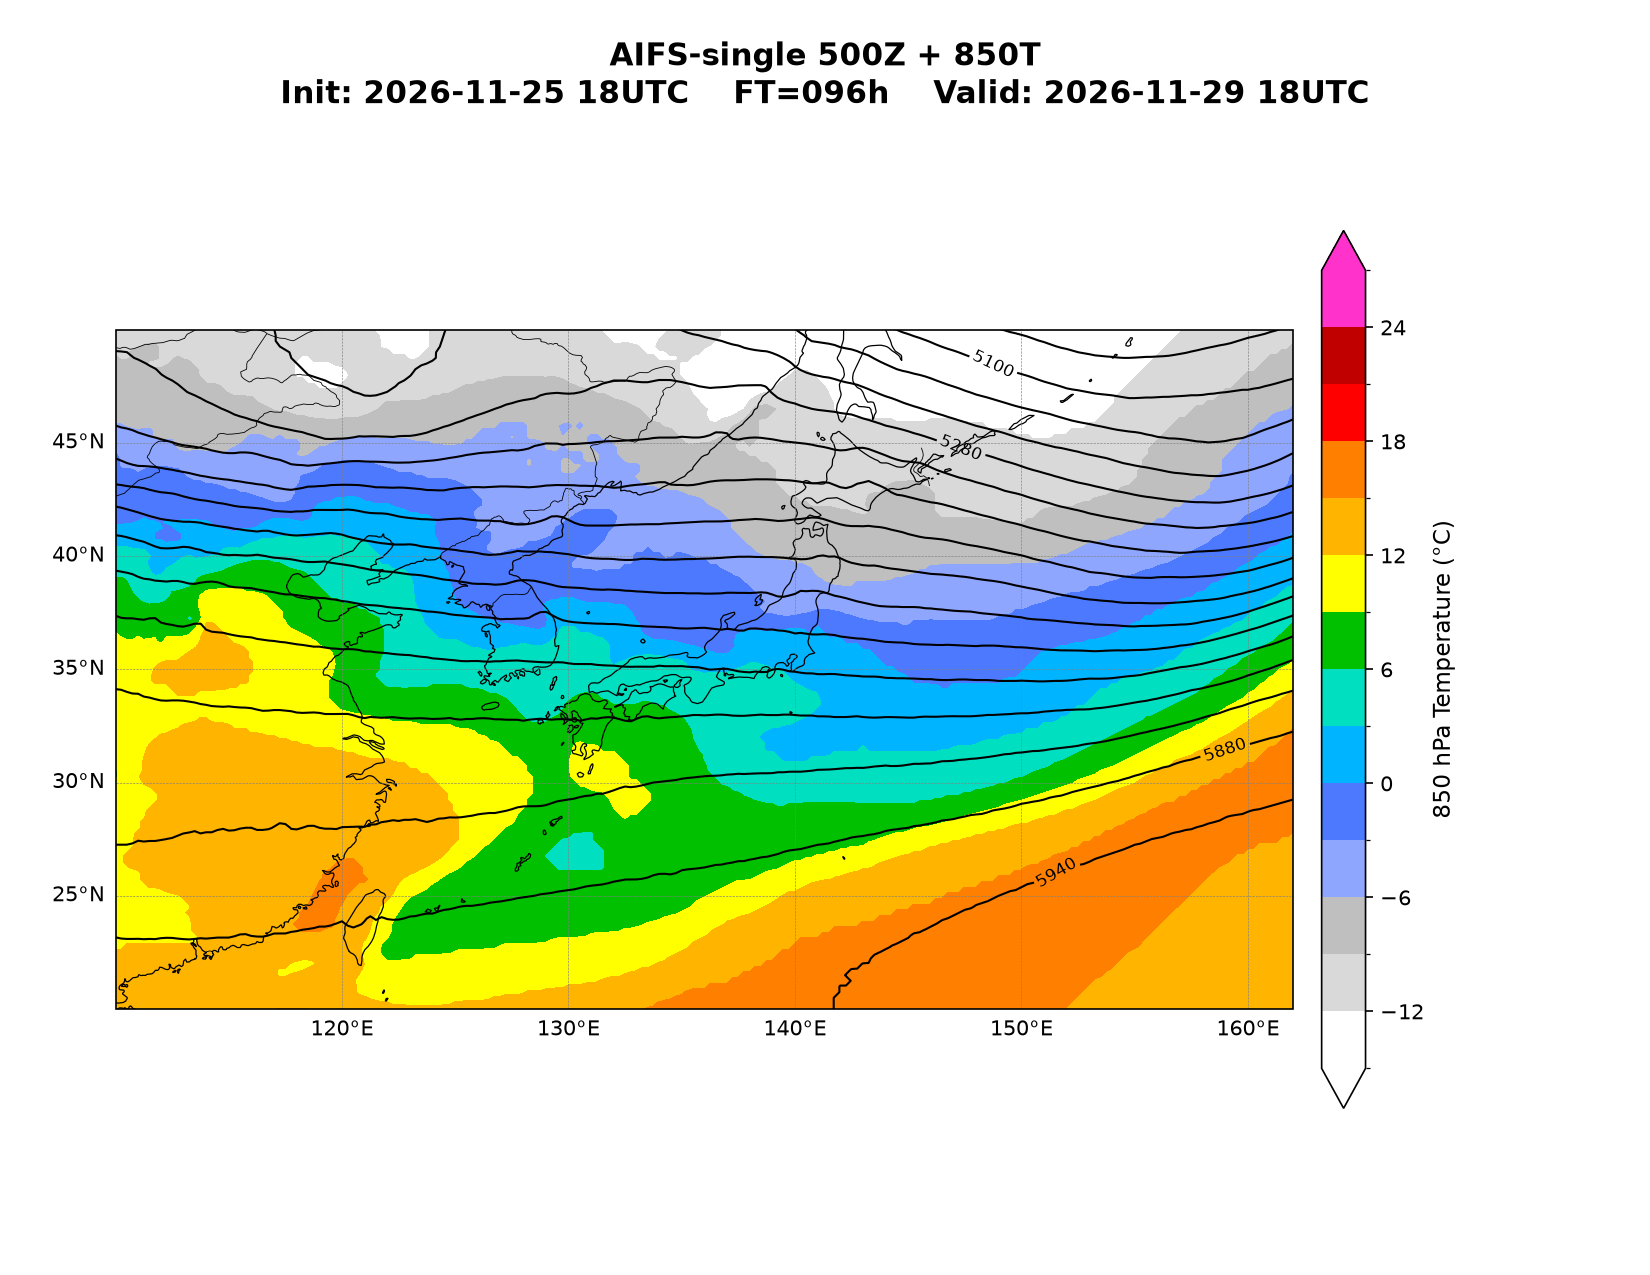 AIFS-single 500Z + 850T
Init: 2026-11-25 18UTC    FT=096h    Valid: 2026-11-29 18UTC
5100
5280
5880
5940
45°N
40°N
35°N
30°N
25°N
120°E
130°E
140°E
150°E
160°E
24
18
12
6
0
−6
−12
850 hPa Temperature (°C)